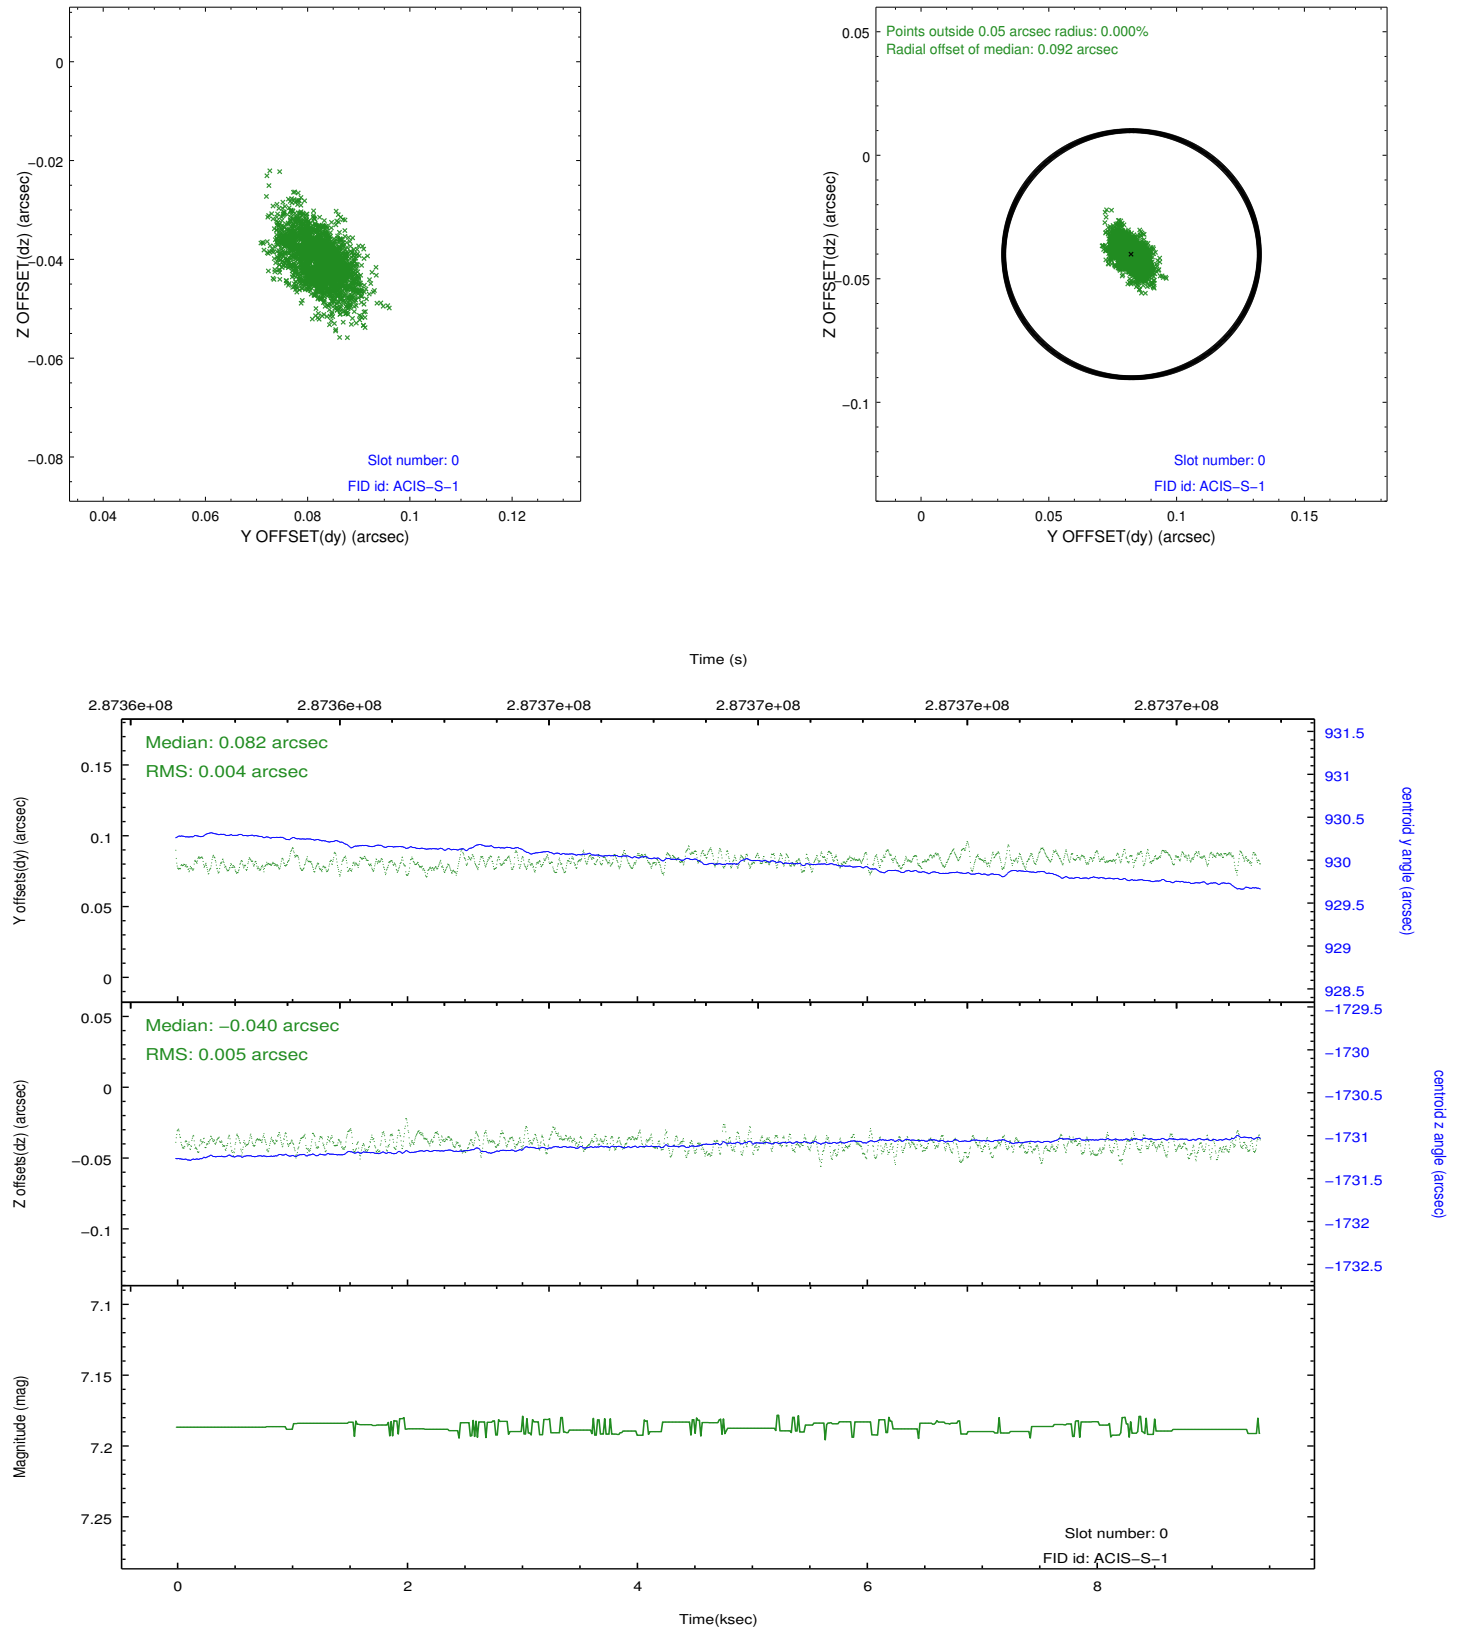 0
−0.02
−0.04
−0.06
−0.08
Z OFFSET(dz) (arcsec)
Slot number: 0
FID id: ACIS−S−1
0.04 0.06 0.08 0.1 0.12
Y OFFSET(dy) (arcsec)
Points outside 0.05 arcsec radius: 0.000%
Radial offset of median: 0.092 arcsec
0.05
0
−0.05
−0.1
Z OFFSET(dz) (arcsec)
Slot number: 0
FID id: ACIS−S−1
0 0.05 0.1 0.15
Y OFFSET(dy) (arcsec)
Time (s)
2.8736e+08 2.8736e+08 2.8737e+08 2.8737e+08 2.8737e+08 2.8737e+08
Median: 0.082 arcsec
RMS: 0.004 arcsec
0.15
0.1
0.05
0
Y offsets(dy) (arcsec)
931.5
931
930.5
930
929.5
929
928.5
centroid y angle (arcsec)
Median: −0.040 arcsec
RMS: 0.005 arcsec
0.05
0
−0.05
−0.1
Z offsets(dz) (arcsec)
−1729.5
−1730
−1730.5
−1731
−1731.5
−1732
−1732.5
centroid z angle (arcsec)
7.1
7.15
7.2
7.25
Magnitude (mag)
Slot number: 0
FID id: ACIS−S−1
0 2 4 6 8
Time(ksec)